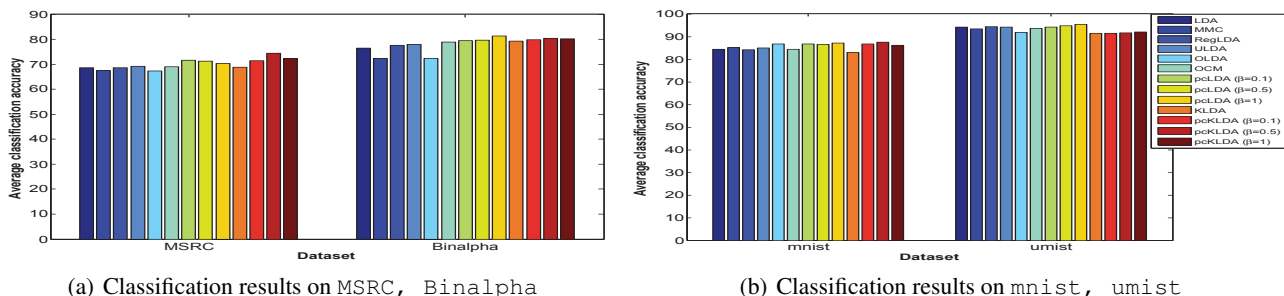 90
80
70
60
50
40
30
20
10
0
Average classification accuracy
MSRC
Binalpha
Dataset
(a) Classification results on MSRC, Binalpha
100
90
80
70
60
50
40
30
20
10
0
Average classification accuracy
mnist
umist
Dataset
LDA
MMC
RegLDA
ULDA
OLDA
OCM
pcLDA (β=0.1)
pcLDA (β=0.5)
pcLDA (β=1)
KLDA
pcKLDA (β=0.1)
pcKLDA (β=0.5)
pcKLDA (β=1)
(b) Classification results on mnist, umist